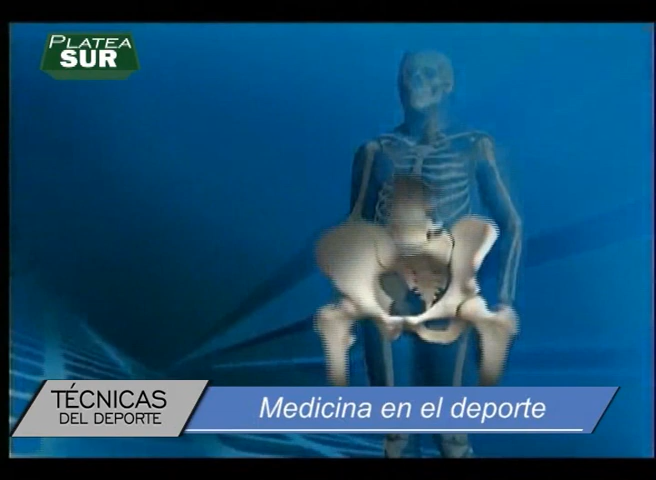 PLATEA
SUR
TÉCNICAS
DEL DEPORTE
Medicina en el deporte